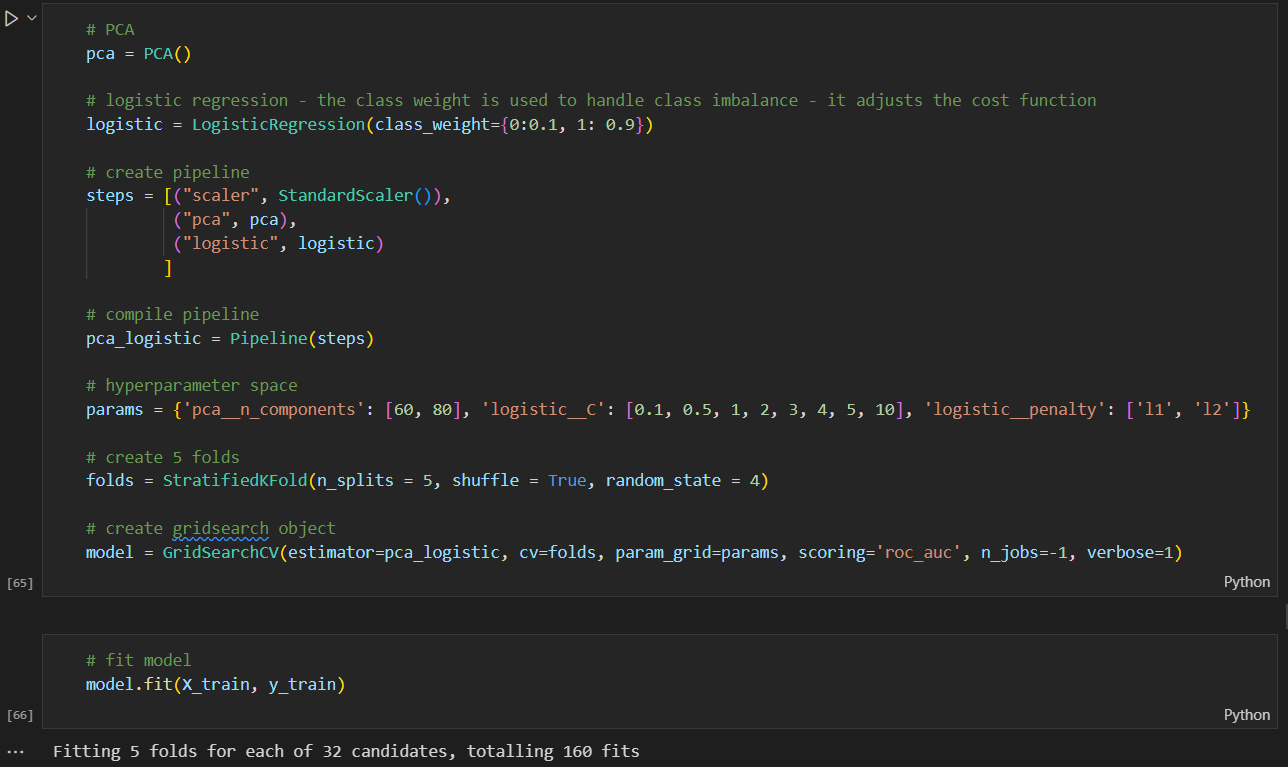 # PCA
pca = PCA()
# logistic regression - the class weight is used to handle class imbalance - it adjusts the cost function
logistic = LogisticRegression(class_weight={0:0.1, 1: 0.9})
# create pipeline
steps = [("scaler", StandardScaler()),
("pca", pca),
("logistic", logistic)
]
# compile pipeline
pca_logistic = Pipeline(steps)
# hyperparameter space
params = {'pca__n_components': [60, 80], 'logistic__C': [0.1, 0.5, 1, 2, 3, 4, 5, 10], 'logistic__penalty': ['l1', 'l2']}
# create 5 folds
folds = StratifiedKFold(n_splits = 5, shuffle = True, random_state = 4)
# create gridsearch object
model = GridSearchCV(estimator=pca_logistic, cv=folds, param_grid=params, scoring='roc_auc', n_jobs=-1, verbose=1)
[65]
Python
# fit model
model.fit(X_train, y_train)
[66]
Python
... Fitting 5 folds for each of 32 candidates, totalling 160 fits